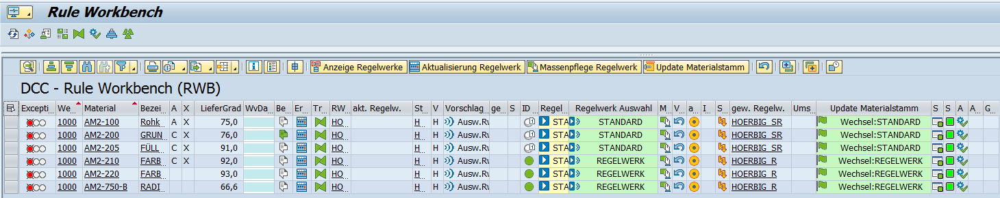 Rule Workbench
Anzeige Regelwerke Aktualisierung Regelwerk Massenpflege Regelwerk Update Materialstamm
DCC - Rule Workbench (RWB)
Excepti... We... Material Bezei... A X LieferGrad WvDa... Be... Er... Tr... RW... akt. Regelw. St... V Vorschlag ge... S ID... Regel... Regelwerk Auswahl M... V... a... I... S... gew. Regelw. Ums... Update Materialstamm S S A A... G...
1000 AM2-100 Rohk... C X 75,0 HO... H... H Ausw.Rw STA STANDARD HOERBIG_SR Wechsel:STANDARD
1000 AM2-200 GRUN... C X 76,0 HO... H... H Ausw.Rw STA STANDARD HOERBIG_SR Wechsel:STANDARD
1000 AM2-205 FÜLL... C X 91,0 HO... H... H Ausw.Rw STA STANDARD HOERBIG_SR Wechsel:STANDARD
1000 AM2-210 FARB... C X 92,0 HO... H... H Ausw.Rw STA REGELWERK HOERBIG_R Wechsel:REGELWERK
1000 AM2-220 FARB... 93,0 HO... H... H Ausw.Rw STA REGELWERK HOERBIG_R Wechsel:REGELWERK
1000 AM2-750-B RADI... 66,6 HO... H... H Ausw.Rw STA REGELWERK HOERBIG_R Wechsel:REGELWERK